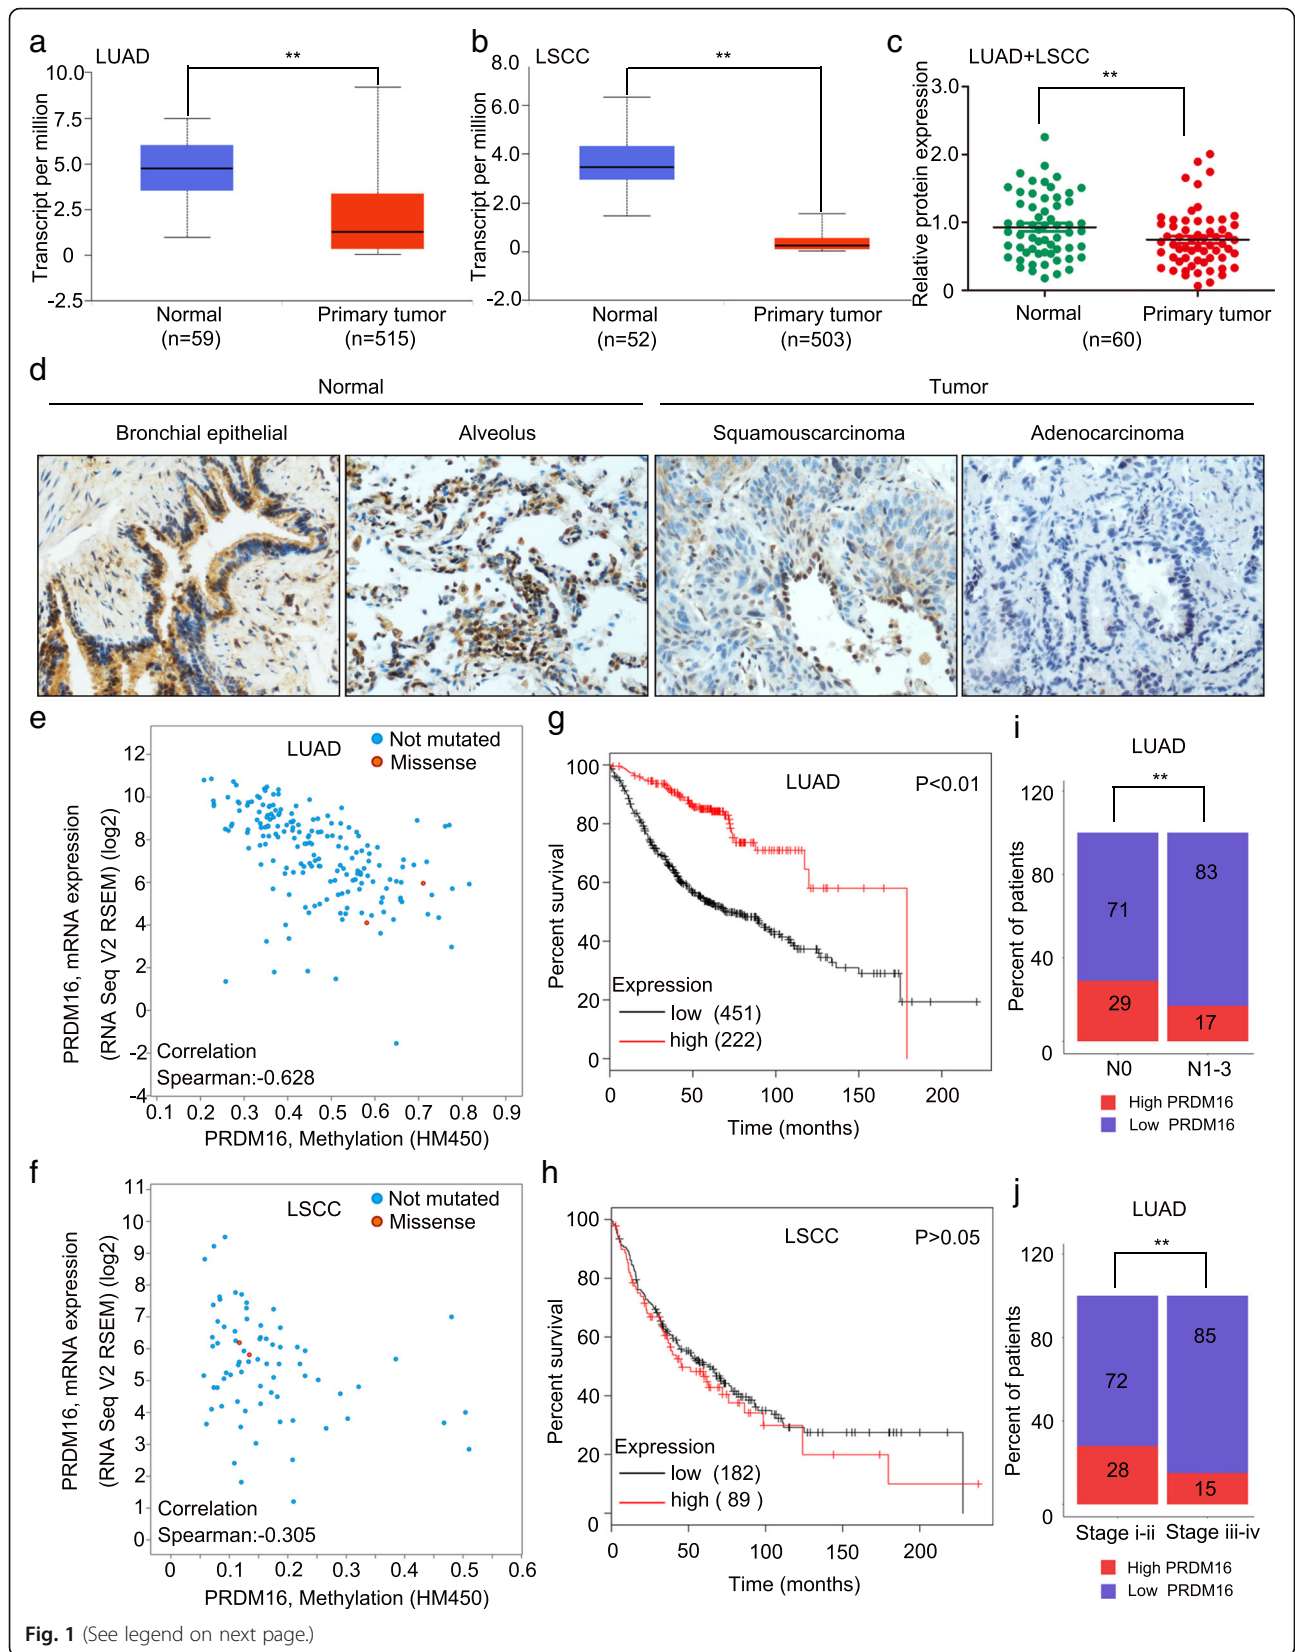 a
LUAD
**
Transcript per million
10.0
7.5
5.0
2.5
0
-2.5
Normal
(n=59)
Primary tumor
(n=515)
b
LSCC
**
Transcript per million
8.0
6.0
4.0
2.0
0
-2.0
Normal
(n=52)
Primary tumor
(n=503)
c
LUAD+LSCC
**
Relative protein expression
3.0
2.0
1.0
0
Normal
Primary tumor
(n=60)
d
Normal
Tumor
Bronchial epithelial
Alveolus
Squamouscarcinoma
Adenocarcinoma
e
LUAD
Not mutated
Missense
PRDM16, mRNA expression
(RNA Seq V2 RSEM) (log2)
12
10
8
6
4
2
0
-2
-4
Correlation
Spearman:-0.628
0.1 0.2 0.3 0.4 0.5 0.6 0.7 0.8 0.9
PRDM16, Methylation (HM450)
f
LSCC
Not mutated
Missense
PRDM16, mRNA expression
(RNA Seq V2 RSEM) (log2)
11
10
9
8
7
6
5
4
3
2
1
0
Correlation
Spearman:-0.305
0 0.1 0.2 0.3 0.4 0.5 0.6
PRDM16, Methylation (HM450)
g
LUAD
P<0.01
Percent survival
100
80
60
40
20
0
Expression
low (451)
high (222)
0 50 100 150 200
Time (months)
h
LSCC
P>0.05
Percent survival
100
80
60
40
20
0
Expression
low (182)
high ( 89 )
0 50 100 150 200
Time (months)
i
LUAD
**
Percent of patients
120
80
40
0
71
29
83
17
N0
N1-3
High PRDM16
Low PRDM16
j
LUAD
**
Percent of patients
120
80
40
0
72
28
85
15
Stage i-ii
Stage iii-iv
High PRDM16
Low PRDM16
Fig. 1 (See legend on next page.)